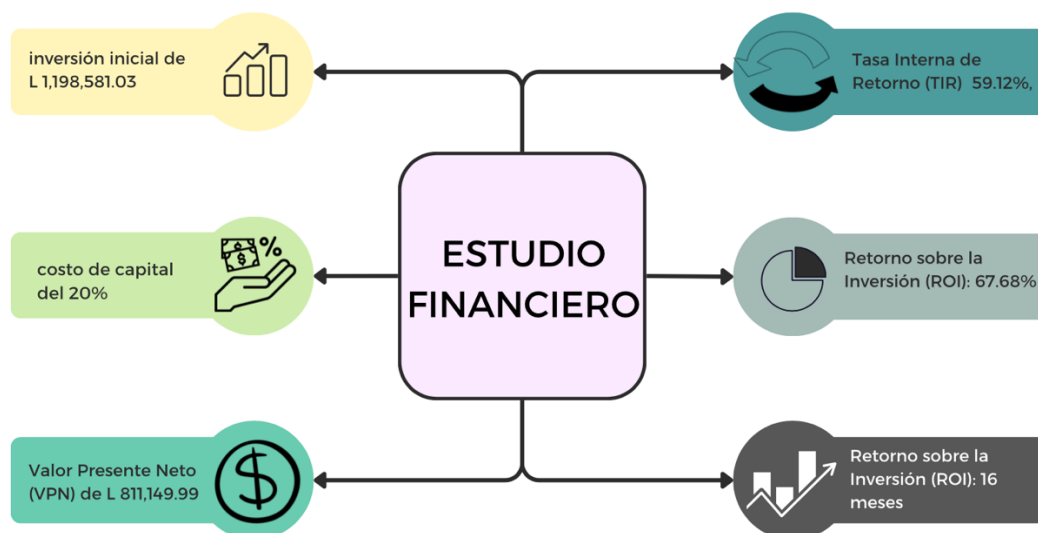 inversión inicial de
L 1,198,581.03
Tasa Interna de
Retorno (TIR) 59.12%,
costo de capital
del 20%
%
ESTUDIO
FINANCIERO
Retorno sobre la
Inversión (ROI): 67.68%
Valor Presente Neto
(VPN) de L 811,149.99
$
Retorno sobre la
Inversión (ROI): 16
meses